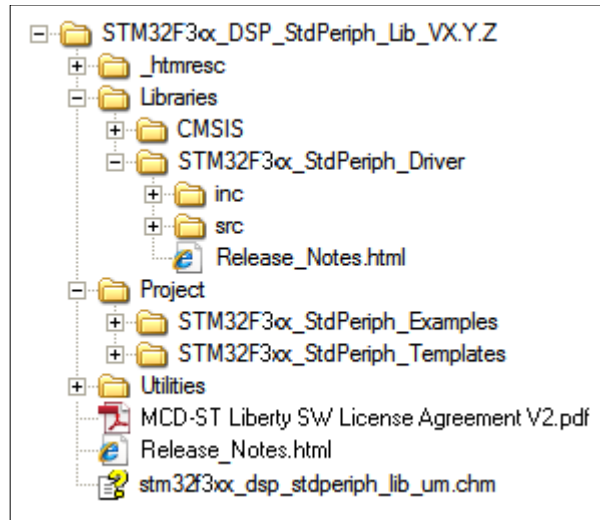 STM32F3xx_DSP_StdPeriph_Lib_VX.Y.Z
_htmresc
Libraries
CMSIS
STM32F3xx_StdPeriph_Driver
inc
src
Release_Notes.html
Project
STM32F3xx_StdPeriph_Examples
STM32F3xx_StdPeriph_Templates
Utilities
MCD-ST Liberty SW License Agreement V2.pdf
Release_Notes.html
stm32f3xx_dsp_stdperiph_lib_um.chm